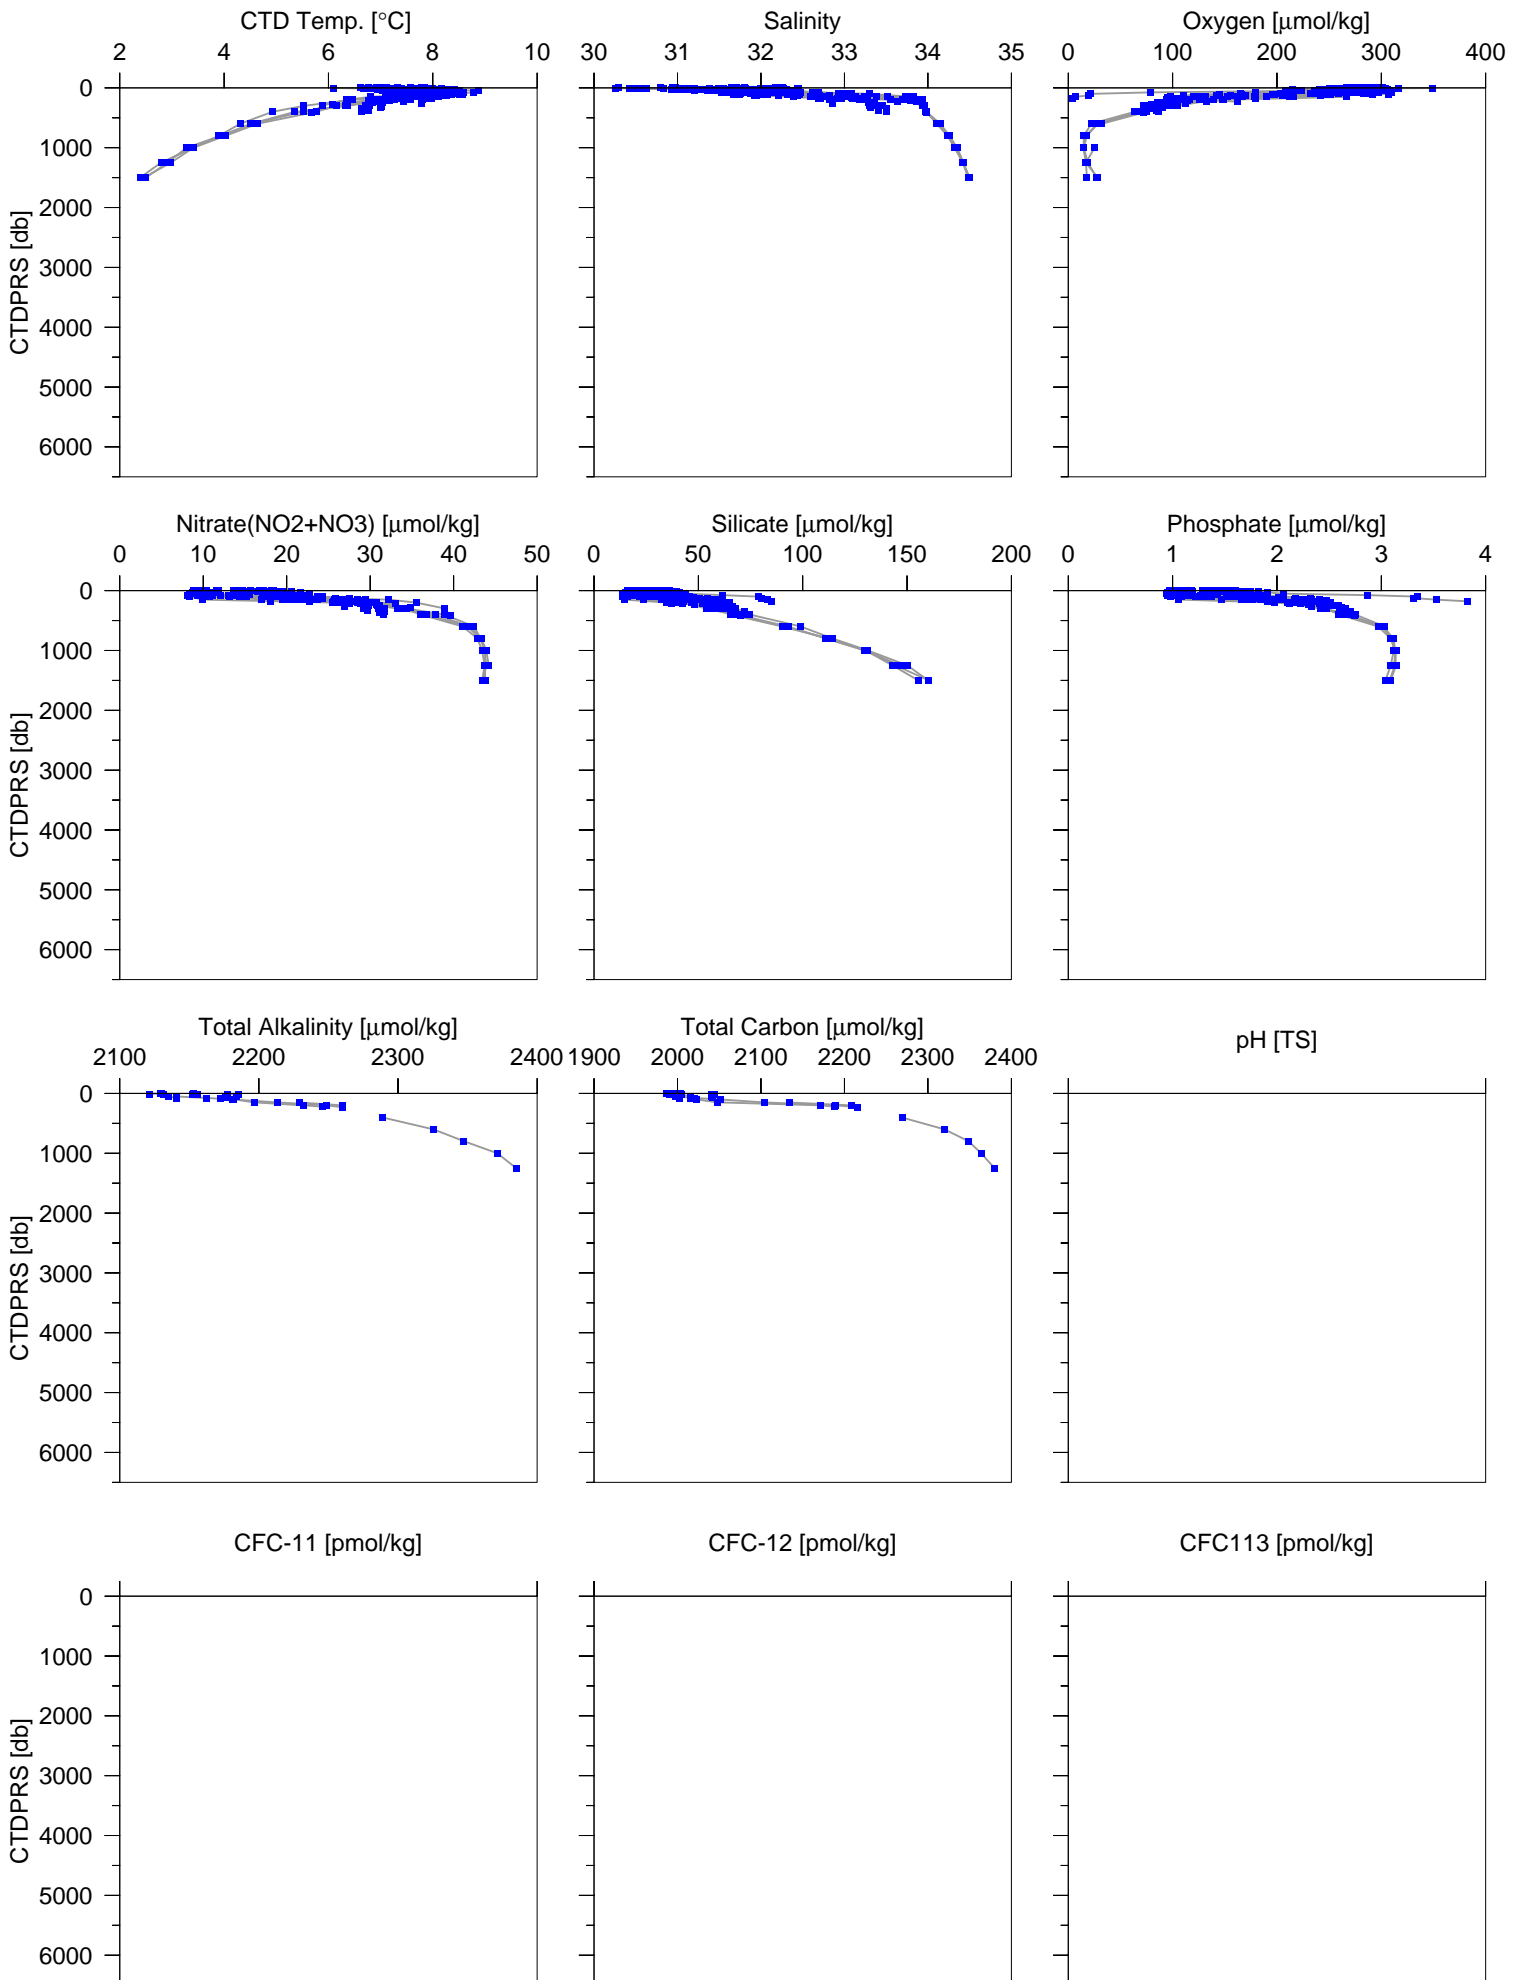 CTD Temp. [°C] Salinity Oxygen [μmol/kg]
2 4 6 8 10 30 31 32 33 34 35 0 100 200 300 400
0
1000
2000
3000
4000
5000
6000
CTDPRS [db]
Nitrate(NO2+NO3) [μmol/kg] Silicate [μmol/kg] Phosphate [μmol/kg]
0 10 20 30 40 50 0 50 100 150 200 0 1 2 3 4
0
1000
2000
3000
4000
5000
6000
CTDPRS [db]
Total Alkalinity [μmol/kg] Total Carbon [μmol/kg] pH [TS]
2100 2200 2300 2400 1900 2000 2100 2200 2300 2400
0
1000
2000
3000
4000
5000
6000
CTDPRS [db]
CFC-11 [pmol/kg] CFC-12 [pmol/kg] CFC113 [pmol/kg]
0
1000
2000
3000
4000
5000
6000
CTDPRS [db]